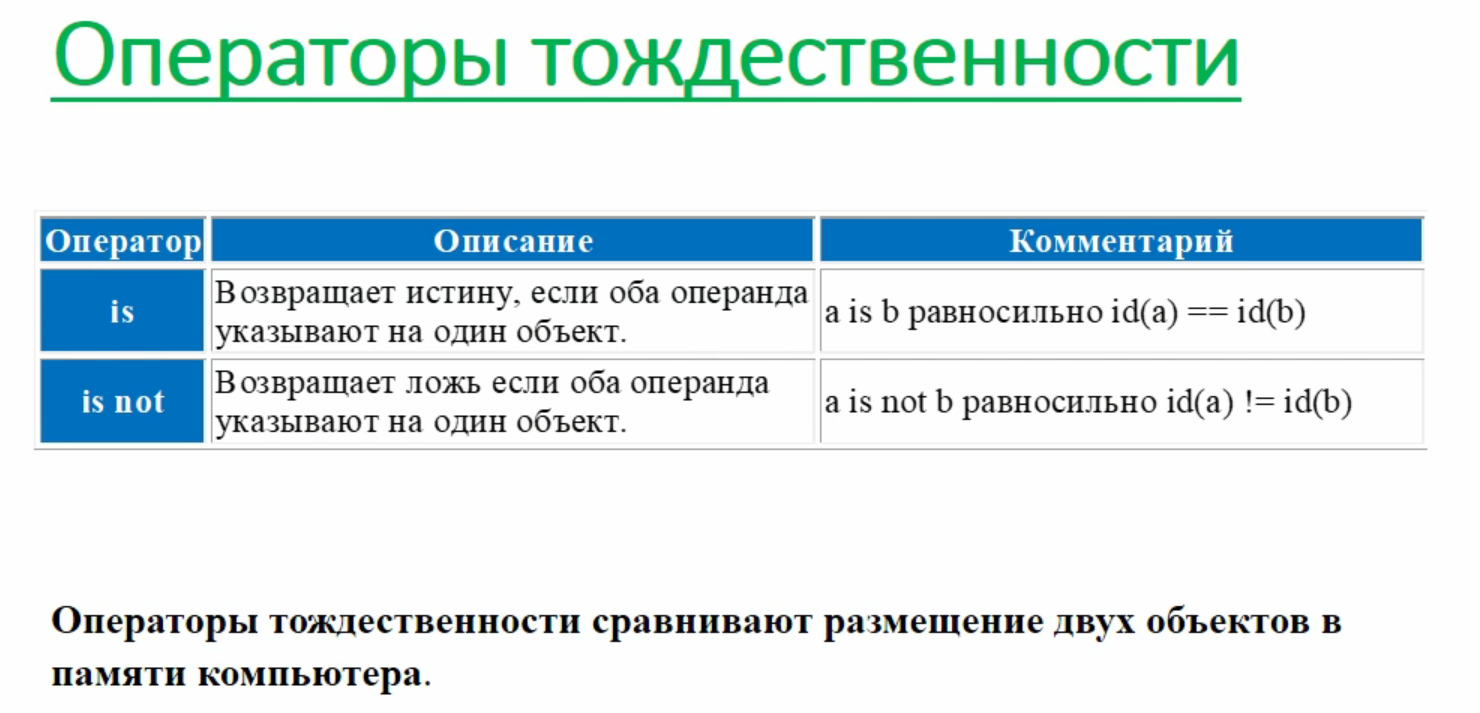 Операторы тождественности
Оператор Описание Комментарий
is Возвращает истину, если оба операнда указывают на один объект. a is b равносильно id(a) == id(b)
is not Возвращает ложь если оба операнда указывают на один объект. a is not b равносильно id(a) != id(b)
Операторы тождественности сравнивают размещение двух объектов в
памяти компьютера.